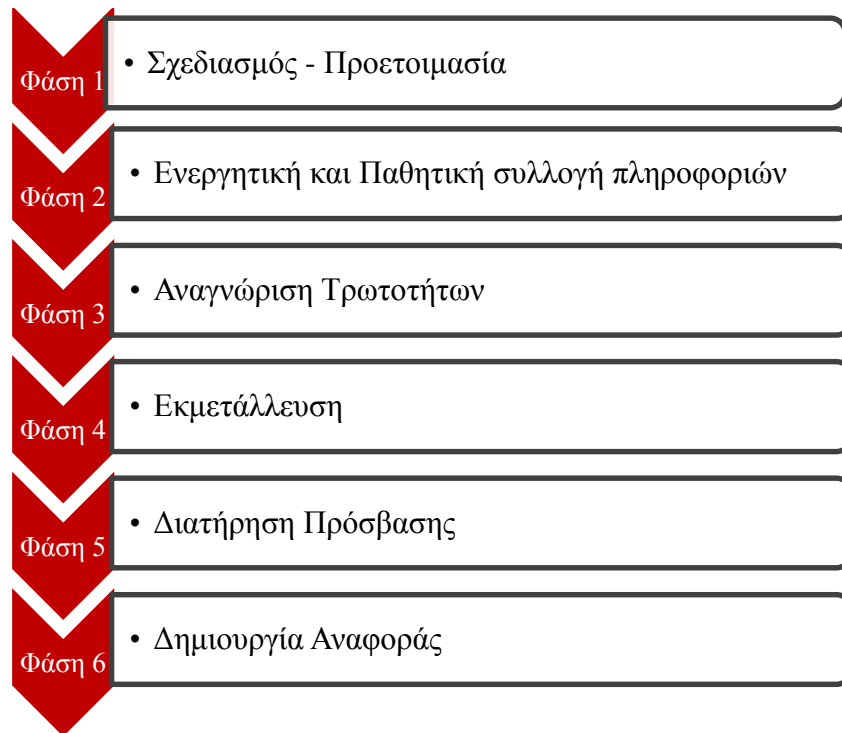 Φάση 1
• Σχεδιασμός - Προετοιμασία
Φάση 2
• Ενεργητική και Παθητική συλλογή πληροφοριών
Φάση 3
• Αναγνώριση Τρωτοτήτων
Φάση 4
• Εκμετάλλευση
Φάση 5
• Διατήρηση Πρόσβασης
Φάση 6
• Δημιουργία Αναφοράς